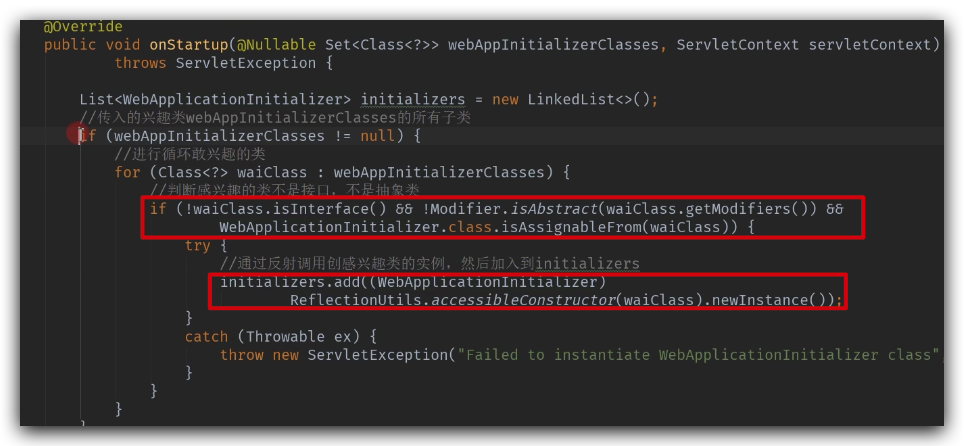 @Override
public void onStartup(@Nullable Set<Class<?>> webAppInitializerClasses, ServletContext servletContext)
throws ServletException {
List<WebApplicationInitializer> initializers = new LinkedList<>();
//传入的兴趣类webAppInitializerClasses的所有子类
if (webAppInitializerClasses != null) {
//进行循环敢兴趣的类
for (Class<?> waiClass : webAppInitializerClasses) {
//判断感兴趣的类不是接口，不是抽象类
if (!waiClass.isInterface() && !Modifier.isAbstract(waiClass.getModifiers()) &&
WebApplicationInitializer.class.isAssignableFrom(waiClass)) {
try {
//通过反射调用创感兴趣类的实例，然后加入到initializers
initializers.add((WebApplicationInitializer)
ReflectionUtils.accessibleConstructor(waiClass).newInstance());
}
catch (Throwable ex) {
throw new ServletException("Failed to instantiate WebApplicationInitializer class",
}
}
}